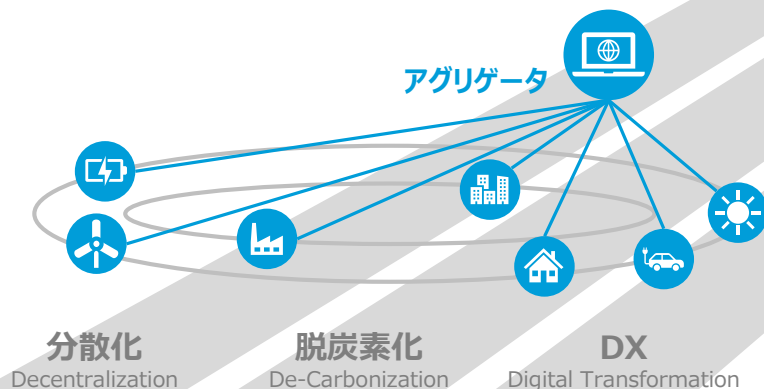 アグリゲータ
分散化
Decentralization
脱炭素化
De-Carbonization
DX
Digital Transformation